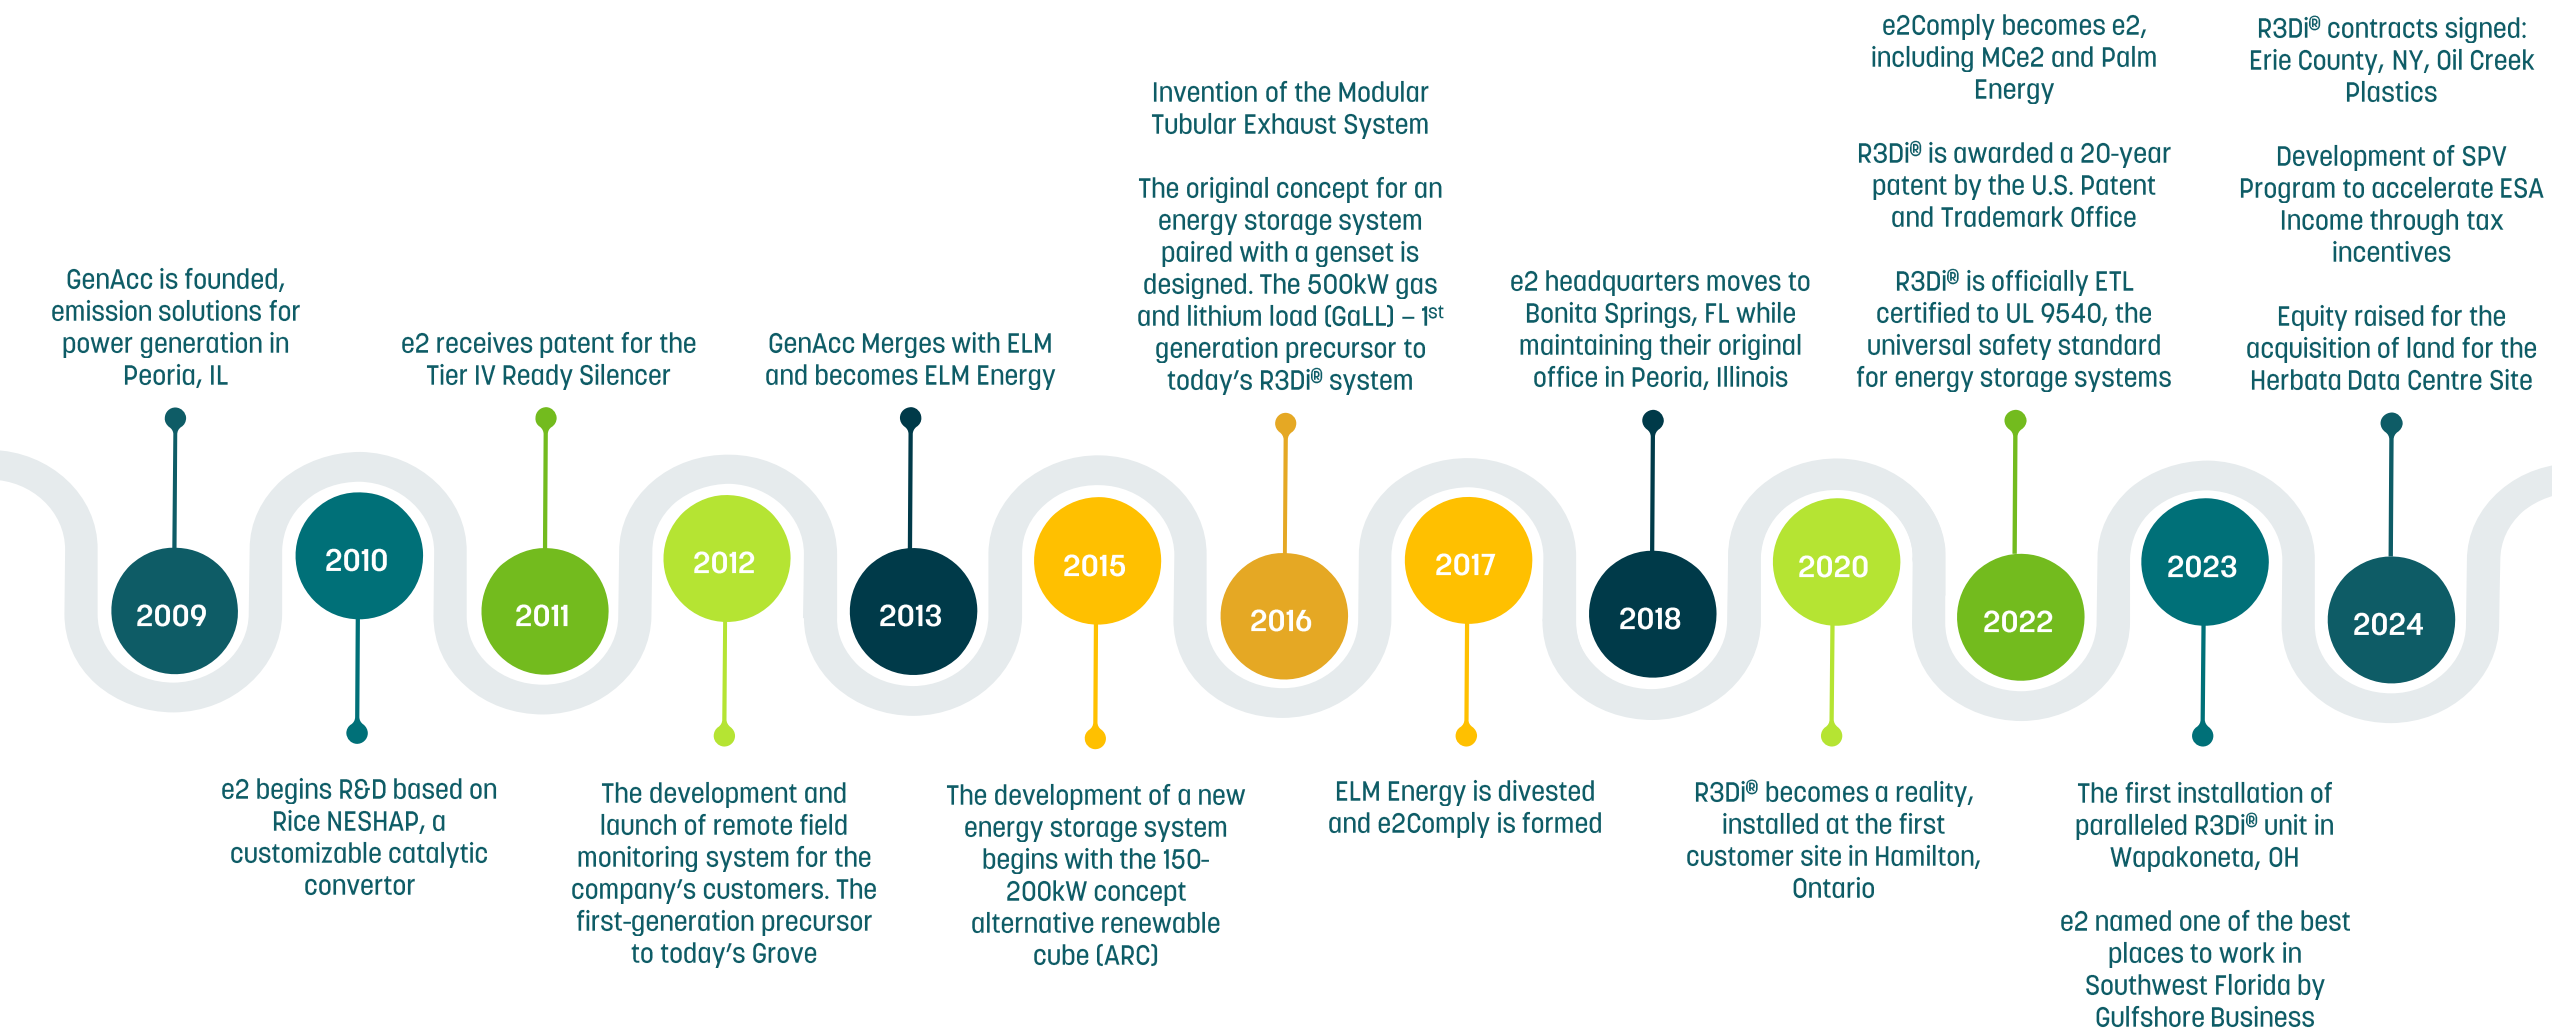 GenAcc is founded,
emission solutions for
power generation in
Peoria, IL
2009
2010
e2 begins R&D based on
Rice NESHAP, a
customizable catalytic
convertor
e2 receives patent for the
Tier IV Ready Silencer
2011
2012
The development and
launch of remote field
monitoring system for the
company's customers. The
first-generation precursor
to today's Grove
GenAcc Merges with ELM
and becomes ELM Energy
2013
2015
The development of a new
energy storage system
begins with the 150-
200kW concept
alternative renewable
cube (ARC)
Invention of the Modular
Tubular Exhaust System
The original concept for an
energy storage system
paired with a genset is
designed. The 500kW gas
and lithium load (GaLL) – 1st
generation precursor to
today's R3Di® system
2016
2017
ELM Energy is divested
and e2Comply is formed
e2 headquarters moves to
Bonita Springs, FL while
maintaining their original
office in Peoria, Illinois
2018
2020
R3Di® becomes a reality,
installed at the first
customer site in Hamilton,
Ontario
e2Comply becomes e2,
including MCe2 and Palm
Energy
R3Di® is awarded a 20-year
patent by the U.S. Patent
and Trademark Office
R3Di® is officially ETL
certified to UL 9540, the
universal safety standard
for energy storage systems
2022
2023
The first installation of
paralleled R3Di® unit in
Wapakoneta, OH
e2 named one of the best
places to work in
Southwest Florida by
Gulfshore Business
R3Di® contracts signed:
Erie County, NY, Oil Creek
Plastics
Development of SPV
Program to accelerate ESA
Income through tax
incentives
Equity raised for the
acquisition of land for the
Herbata Data Centre Site
2024